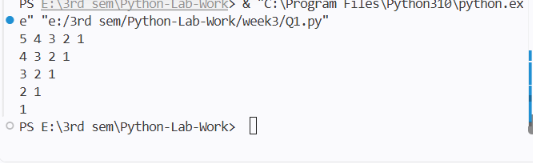 PS E:\3rd sem\Python-Lab-Work> & "C:\Program Files\Python310\python.ex
e" "e:/3rd sem/Python-Lab-Work/week3/Q1.py"
5 4 3 2 1
4 3 2 1
3 2 1
2 1
1
PS E:\3rd sem\Python-Lab-Work>